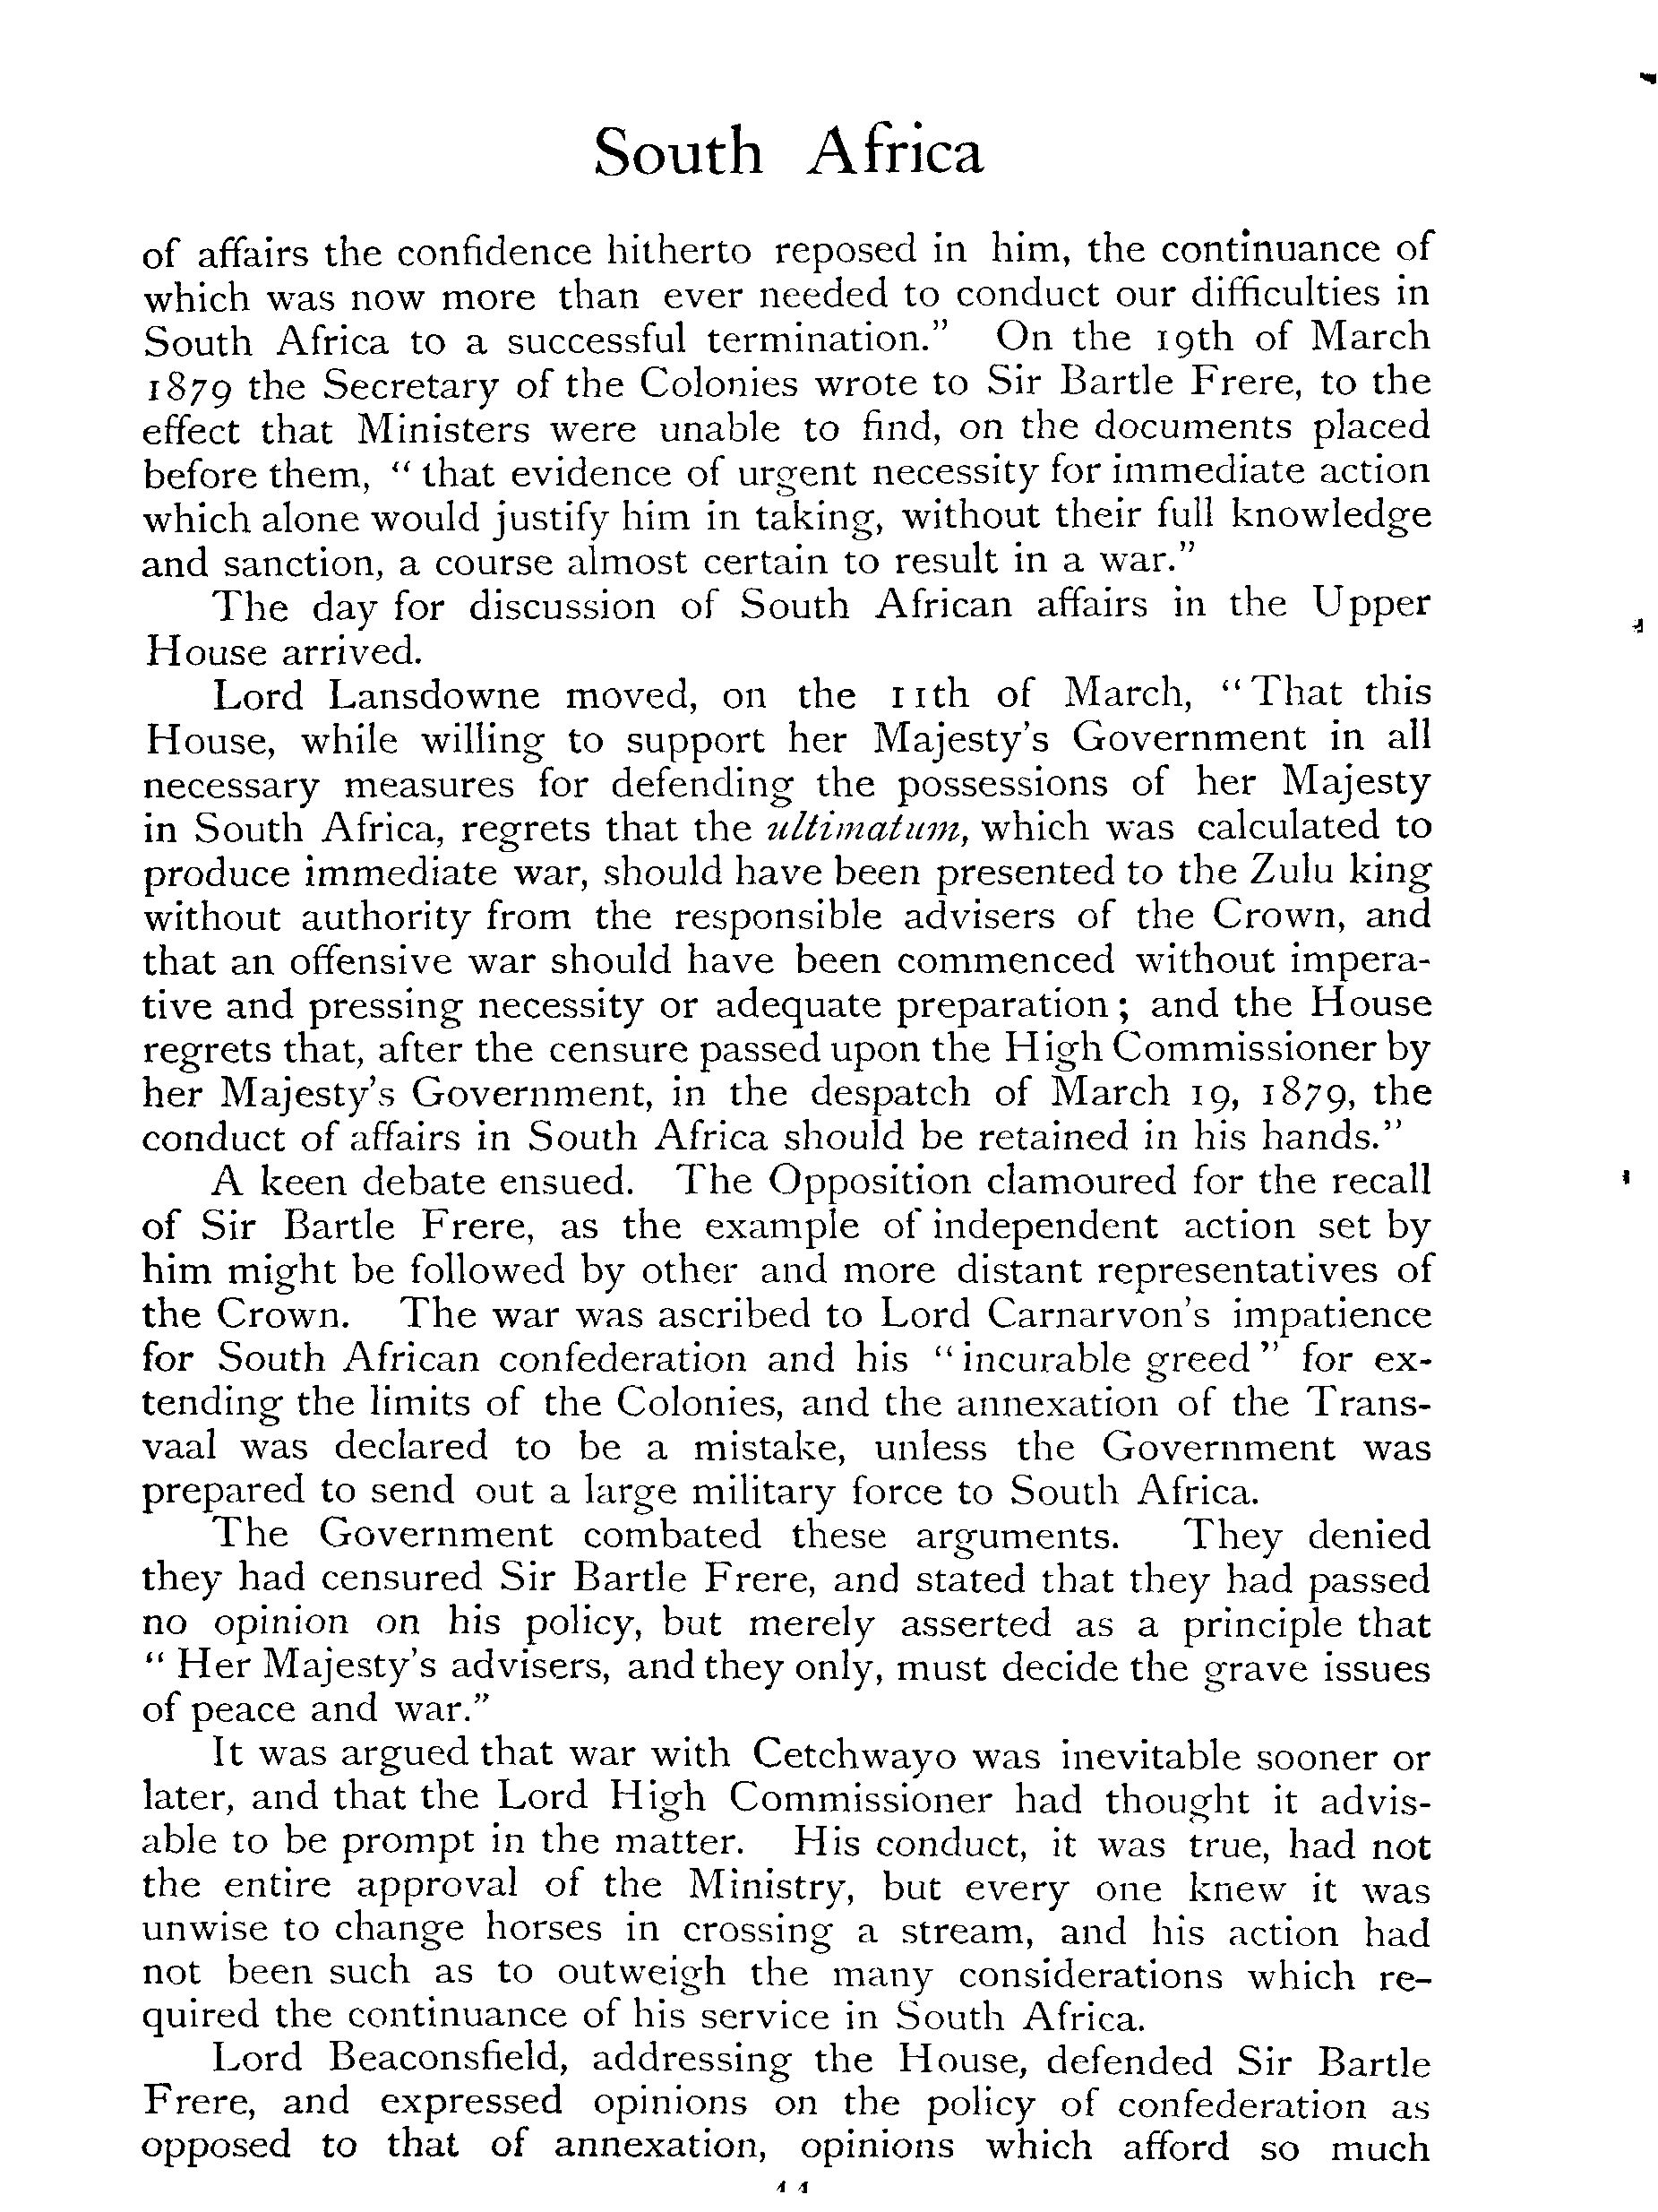 South Africa
of affairs the confidence hitherto reposed in him, the continuance of
which was now more than ever needed to conduct our difficulties in
South Africa to a successful termination.” On the 19th of March
1879 the Secretary of the Colonies wrote to Sir Bartle Frere, to the
effect that Ministers were unable to find, on the documents placed
before them, “ that evidence of urgent necessity for immediate action
which alone would justify him in taking, without their full knowledge
and sanction, a course almost certain to result in a war.”
The day for discussion of South African affairs in the Upper
House arrived.
Lord Lansdowne moved, on the 11th of March, “ That this
House, while willing to support her Majesty’s Government in all
necessary measures for defending the possessions of her Majesty
in South Africa, regrets that the ultimatum, which was calculated to
produce immediate war, should have been presented to the Zulu king
without authority from the responsible advisers of the Crown, and
that an offensive war should have been commenced without impera-
tive and pressing necessity or adequate preparation ; and the House
regrets that, after the censure passed upon the High Commissioner by
her Majesty’s Government, in the despatch of March 19, 1879, the
conduct of affairs in South Africa should be retained in his hands.”
A keen debate ensued. The Opposition clamoured for the recall
of Sir Bartle Frere, as the example of independent action set by
him might be followed by other and more distant representatives of
the Crown. The war was ascribed to Lord Carnarvon’s impatience
for South African confederation and his “ incurable greed ” for ex-
tending the limits of the Colonies, and the annexation of the Trans-
vaal was declared to be a mistake, unless the Government was
prepared to send out a large military force to South Africa.
The Government combated these arguments. They denied
they had censured Sir Bartle Frere, and stated that they had passed
no opinion on his policy, but merely asserted as a principle that
“ Her Majesty’s advisers, and they only, must decide the grave issues
of peace and war.”
It was argued that war with Cetchwayo was inevitable sooner or
later, and that the Lord High Commissioner had thought it advis-
able to be prompt in the matter. His conduct, it was true, had not
the entire approval of the Ministry, but every one knew it was
unwise to change horses in crossing a stream, and his action had
not been such as to outweigh the many considerations which re-
quired the continuance of his service in South Africa.
Lord Beaconsfield, addressing the House, defended Sir Bartle
Frere, and expressed opinions on the policy of confederation as
opposed to that of annexation, opinions which afford so much